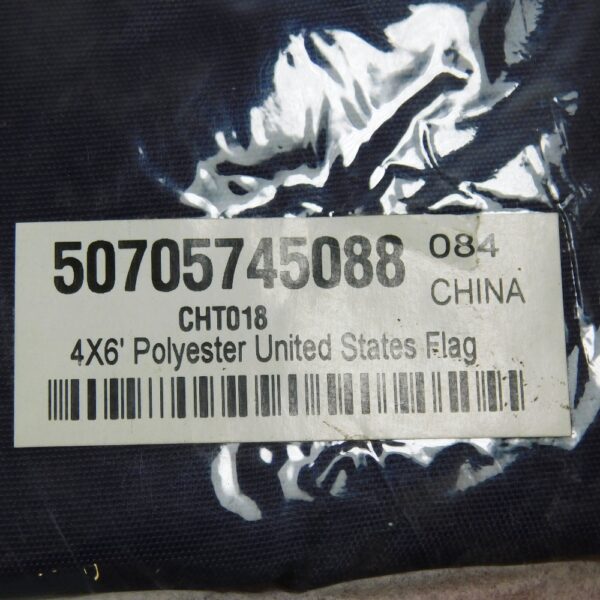 50705745088 084
CHINA
CHT018
4X6' Polyester United States Flag